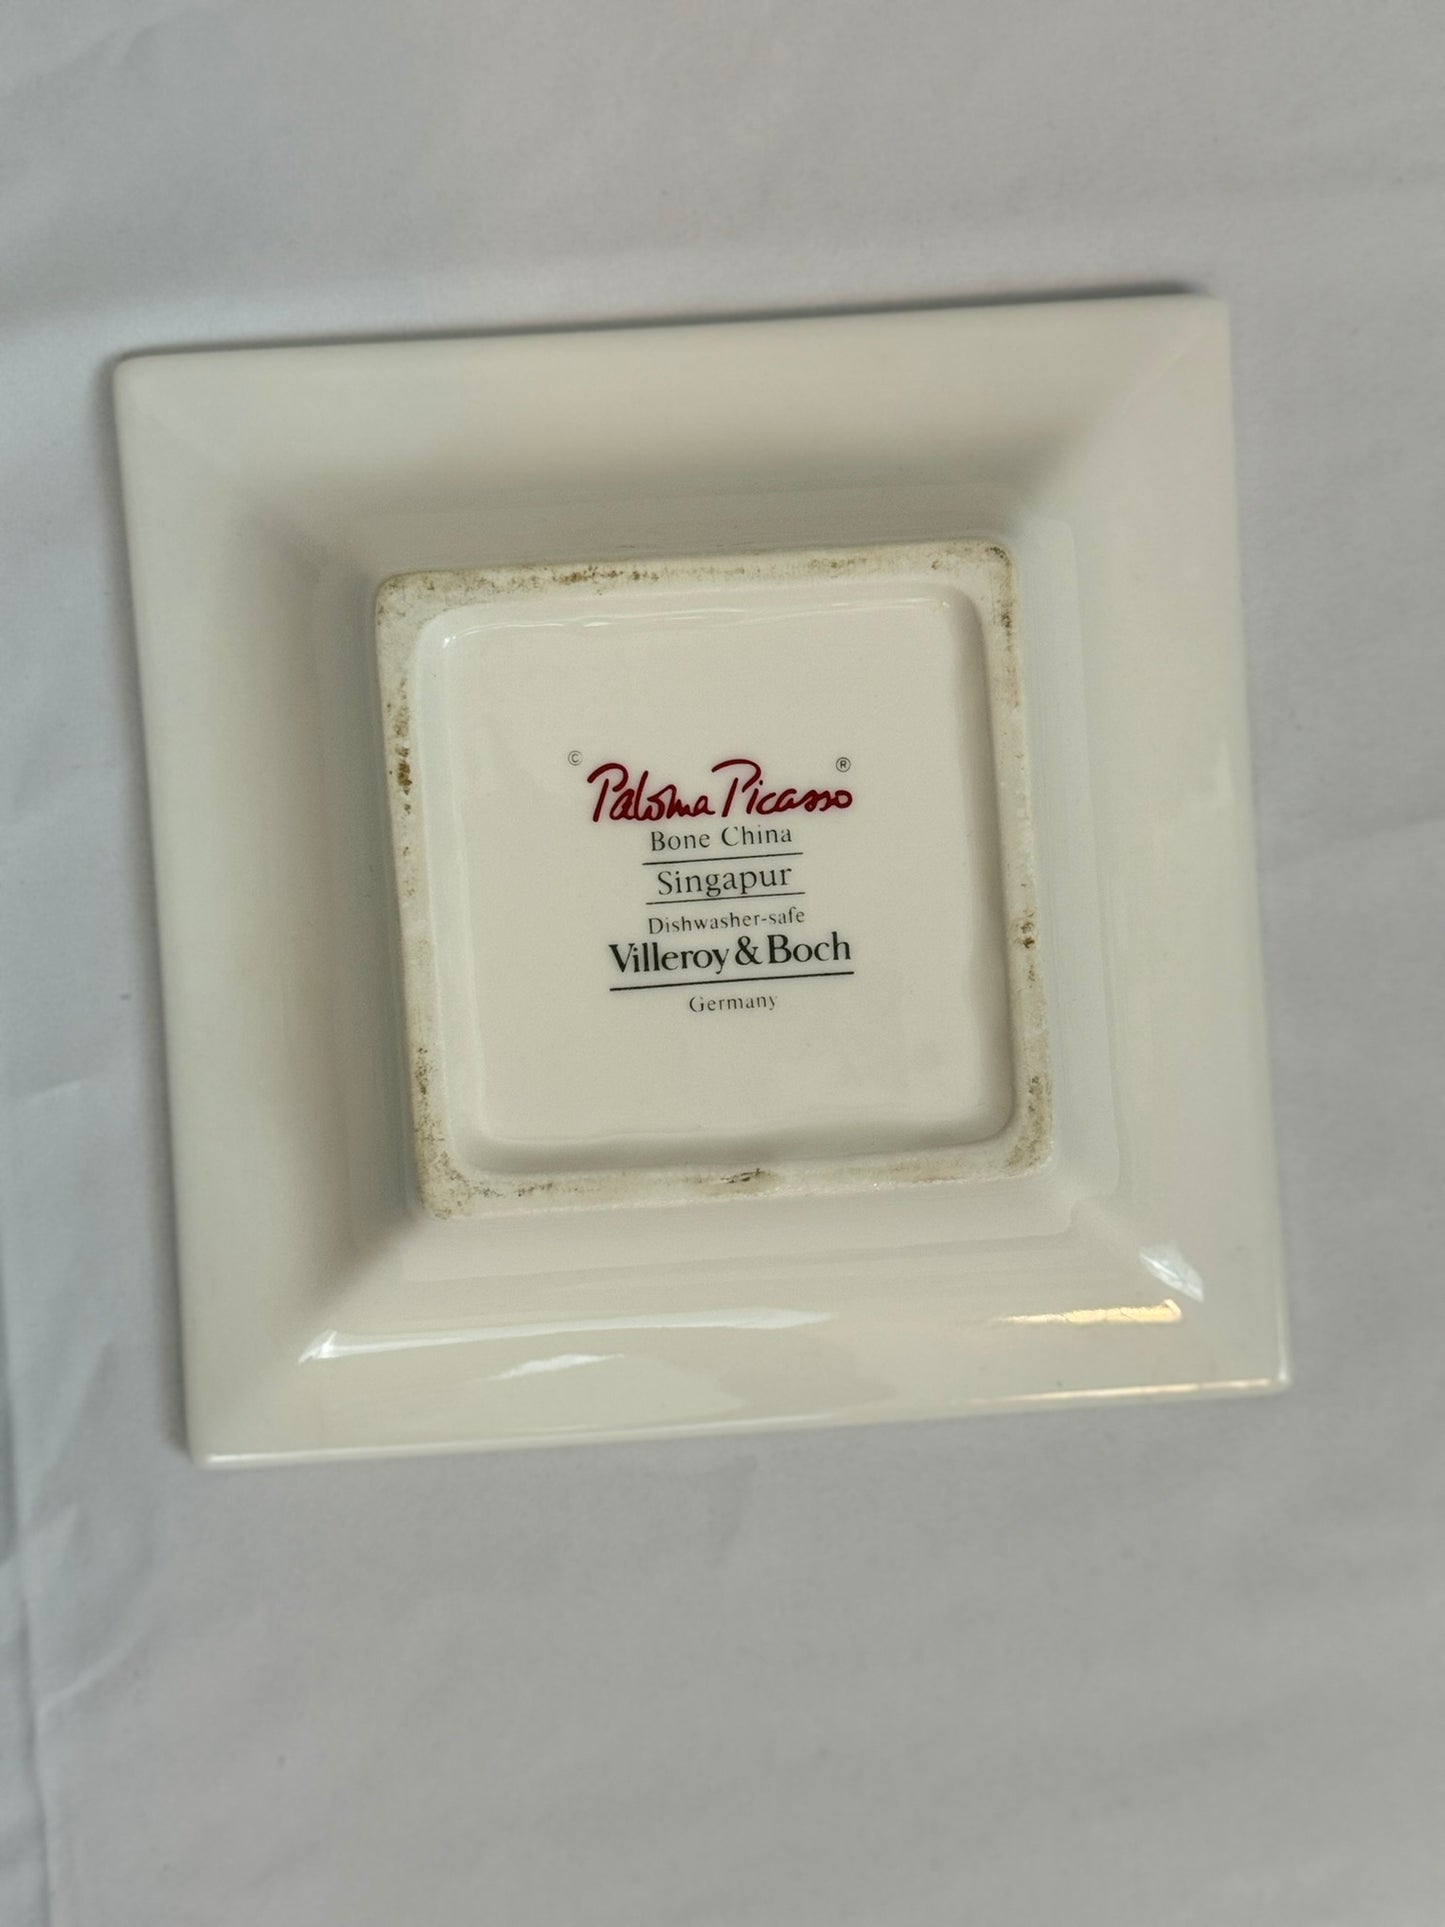 © Paloma Picasso ®
Bone China
Singapur
Dishwasher-safe
Villeroy & Boch
Germany